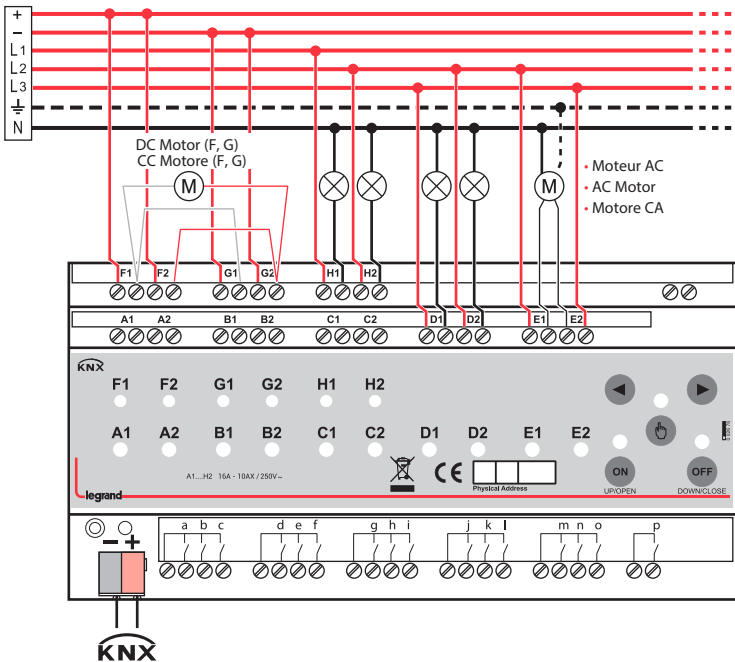 +
−
L1
L2
L3
N
DC Motor (F, G)
CC Motore (F, G)
M
M
• Moteur AC
• AC Motor
• Motore CA
F1 F2 G1 G2 H1 H2
A1 A2 B1 B2 C1 C2 D1 D2 E1 E2
KNX
F1 F2 G1 G2 H1 H2
A1 A2 B1 B2 C1 C2 D1 D2 E1 E2
A1....H2 16A - 10AX / 250V~
CE
Physical Address
ON
OFF
UP/OPEN
DOWN/CLOSE
legrand
a b c d e f g h i j k l m n o p
− +
KNX